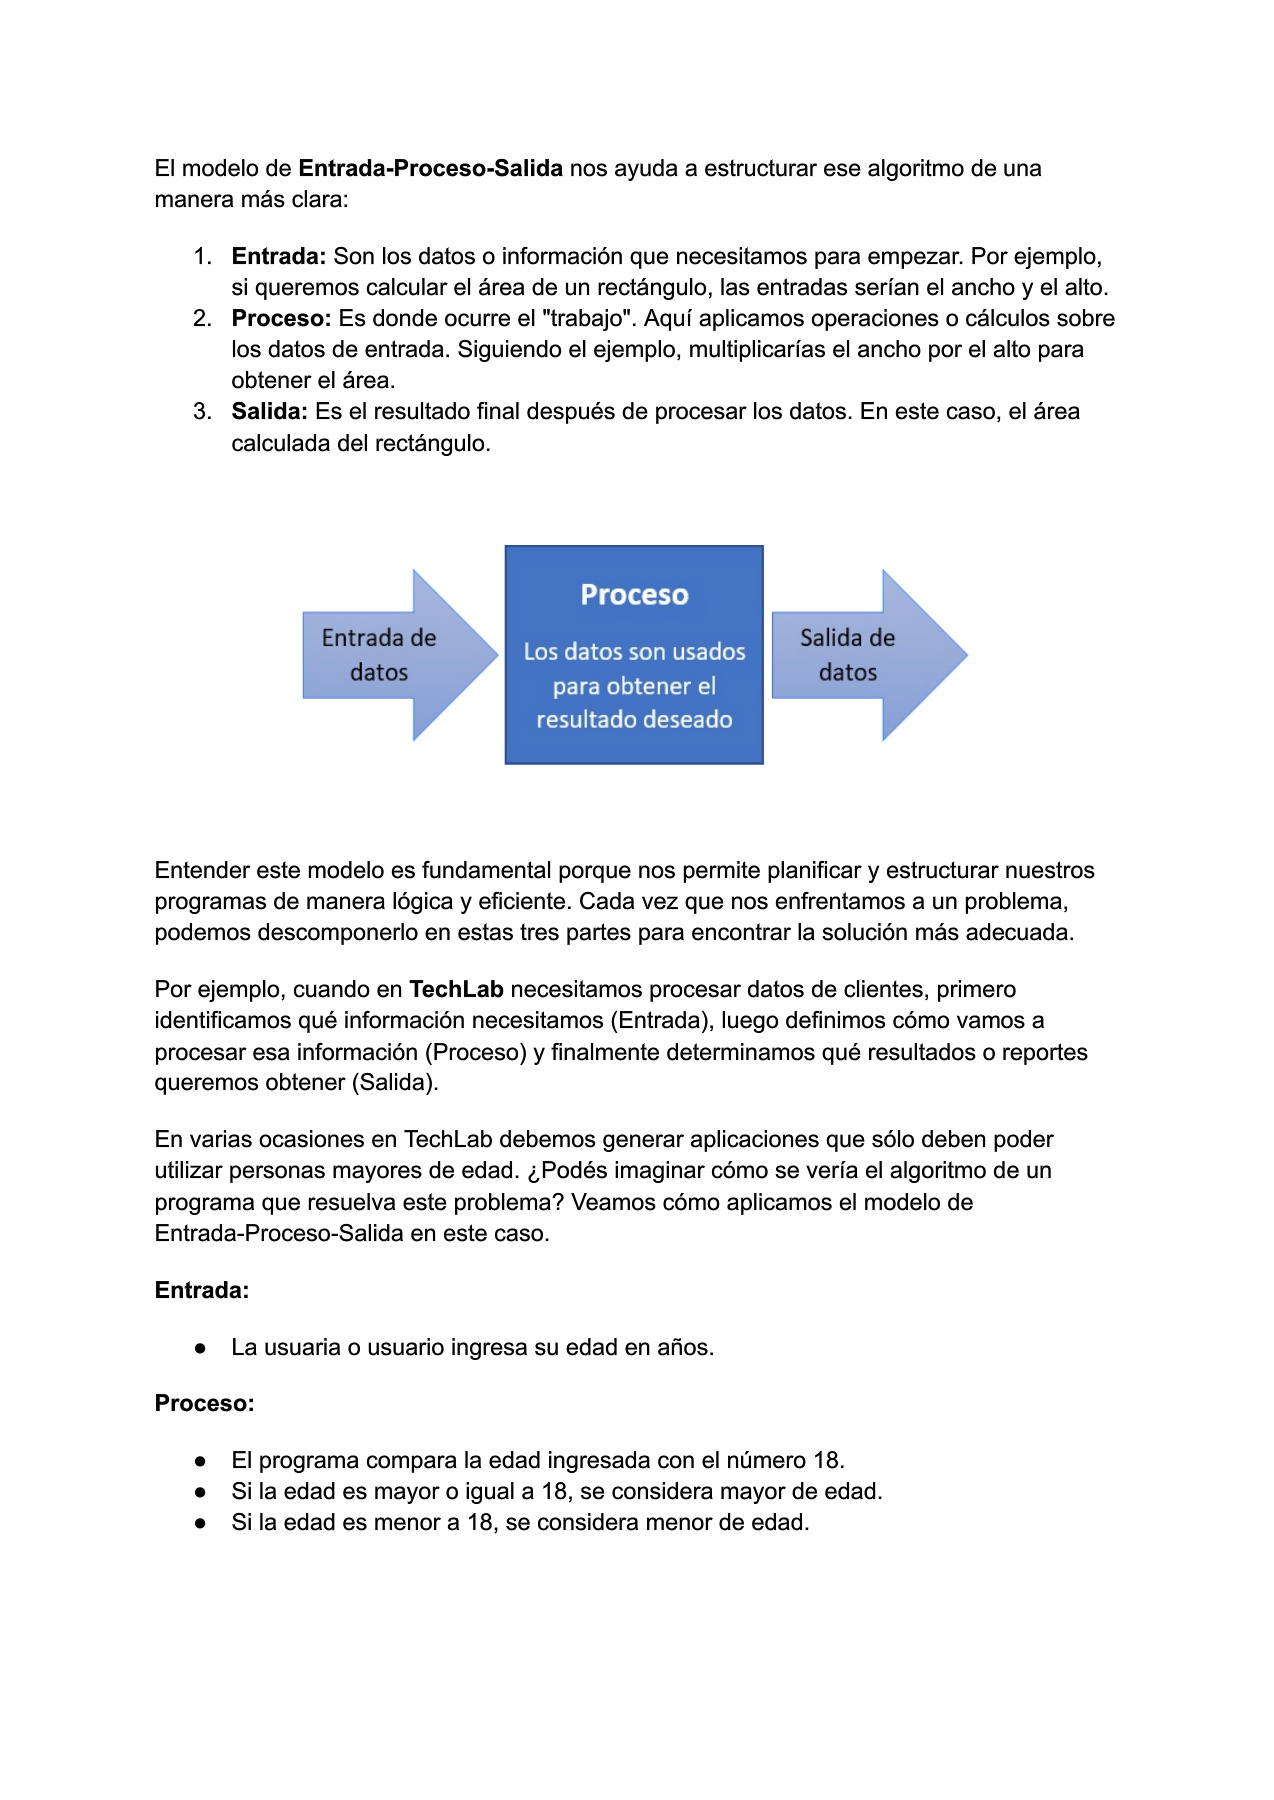 El modelo de Entrada-Proceso-Salida nos ayuda a estructurar ese algoritmo de una
manera más clara:
1. Entrada: Son los datos o información que necesitamos para empezar. Por ejemplo,
si queremos calcular el área de un rectángulo, las entradas serían el ancho y el alto.
2. Proceso: Es donde ocurre el "trabajo". Aquí aplicamos operaciones o cálculos sobre
los datos de entrada. Siguiendo el ejemplo, multiplicarías el ancho por el alto para
obtener el área.
3. Salida: Es el resultado final después de procesar los datos. En este caso, el área
calculada del rectángulo.
Entrada de
datos
Proceso
Los datos son usados
para obtener el
resultado deseado
Salida de
datos
Entender este modelo es fundamental porque nos permite planificar y estructurar nuestros
programas de manera lógica y eficiente. Cada vez que nos enfrentamos a un problema,
podemos descomponerlo en estas tres partes para encontrar la solución más adecuada.
Por ejemplo, cuando en TechLab necesitamos procesar datos de clientes, primero
identificamos qué información necesitamos (Entrada), luego definimos cómo vamos a
procesar esa información (Proceso) y finalmente determinamos qué resultados o reportes
queremos obtener (Salida).
En varias ocasiones en TechLab debemos generar aplicaciones que sólo deben poder
utilizar personas mayores de edad. ¿Podés imaginar cómo se vería el algoritmo de un
programa que resuelva este problema? Veamos cómo aplicamos el modelo de
Entrada-Proceso-Salida en este caso.
Entrada:
● La usuaria o usuario ingresa su edad en años.
Proceso:
● El programa compara la edad ingresada con el número 18.
● Si la edad es mayor o igual a 18, se considera mayor de edad.
● Si la edad es menor a 18, se considera menor de edad.